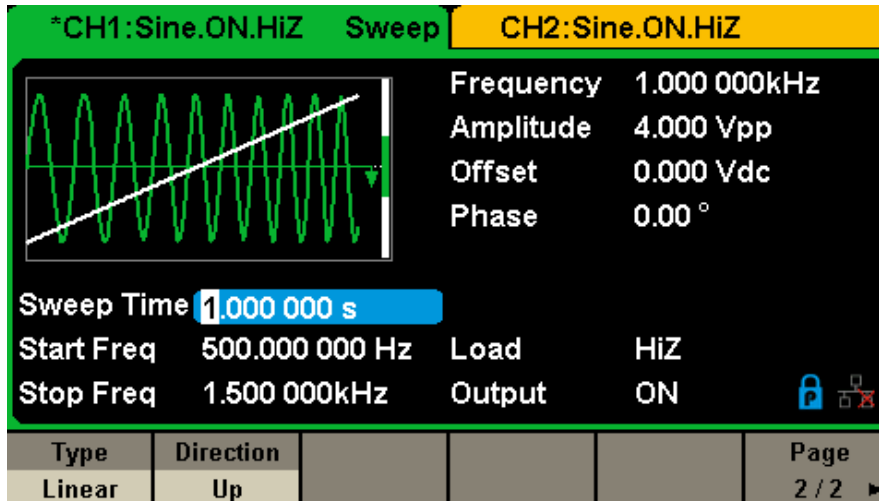 *CH1:Sine.ON.HiZ Sweep CH2:Sine.ON.HiZ
Frequency 1.000 000kHz
Amplitude 4.000 Vpp
Offset 0.000 Vdc
Phase 0.00 °
Sweep Time 1.000 000 s
Start Freq 500.000 000 Hz Load HiZ
Stop Freq 1.500 000kHz Output ON P
Type Direction Page
Linear Up 2 / 2